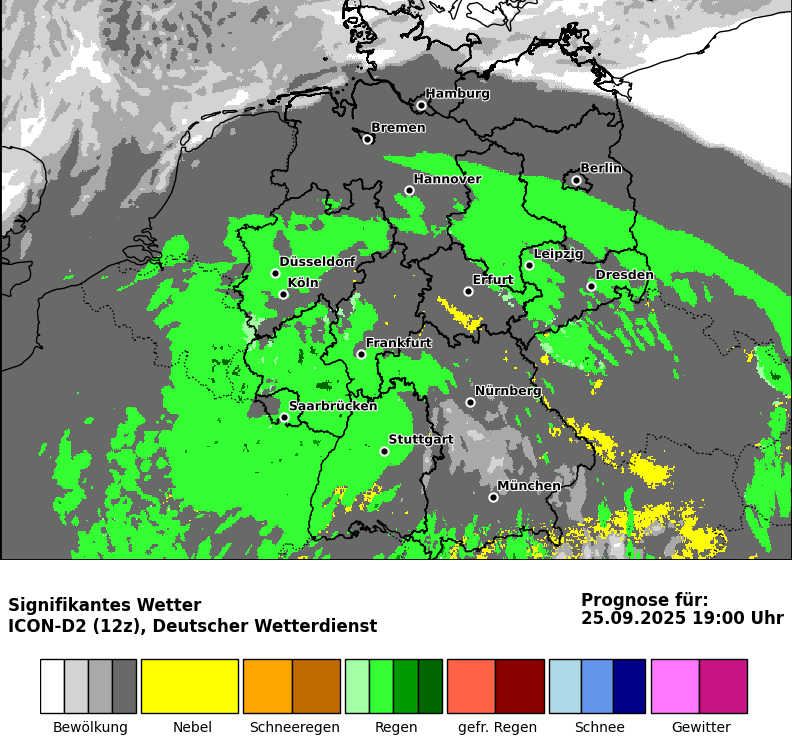 Hamburg
Bremen
Berlin
Hannover
Leipzig
Düsseldorf
Dresden
Erfurt
Köln
Frankfurt
Nürnberg
Saarbrücken
Stuttgart
München
Signifikantes Wetter
ICON-D2 (12z), Deutscher Wetterdienst
Prognose für:
25.09.2025 19:00 Uhr
Bewölkung Nebel Schneeregen Regen gefr. Regen Schnee Gewitter